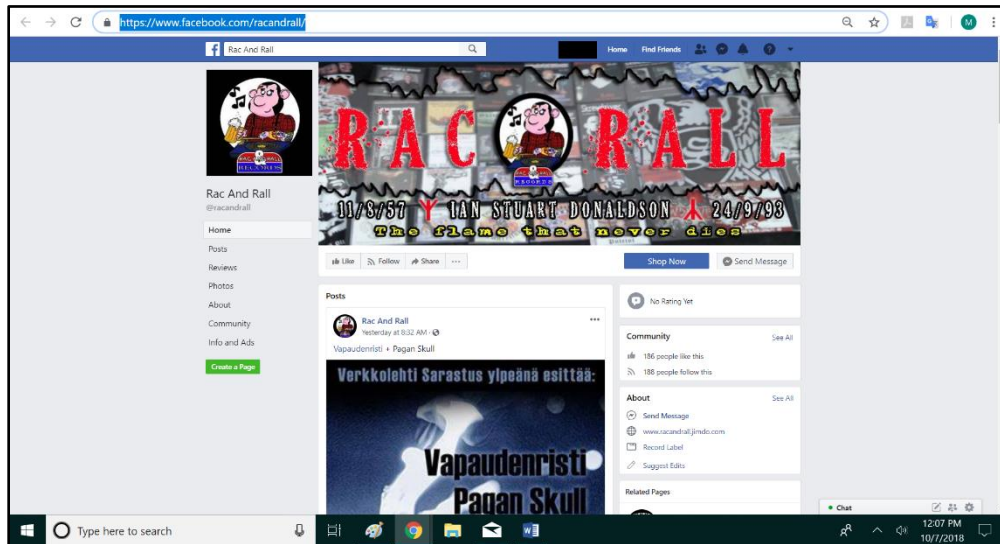 https://www.facebook.com/racandrall/
M
Rac And Rall
Home Find Friends
RAC RALL
RECORDS
11/8/57 IAN STUART DONALDSON 24/9/93
The flame that never dies
RAC AND RALL
RECORDS
Rac And Rall
@racandrall
Home
Posts
Reviews
Photos
About
Community
Info and Ads
Create a Page
Like Follow Share ...
Shop Now Send Message
Posts
Rac And Rall
Yesterday at 8:32 AM ·
Vapaudenristi + Pagan Skull
Verkkolehti Sarastus ylpeänä esittää:
Vapaudenristi
Pagan Skull
No Rating Yet
Community See All
186 people like this
188 people follow this
About See All
Send Message
www.racandrall.jimdo.com
Record Label
Suggest Edits
Related Pages
Chat
Type here to search
12:07 PM
10/7/2018